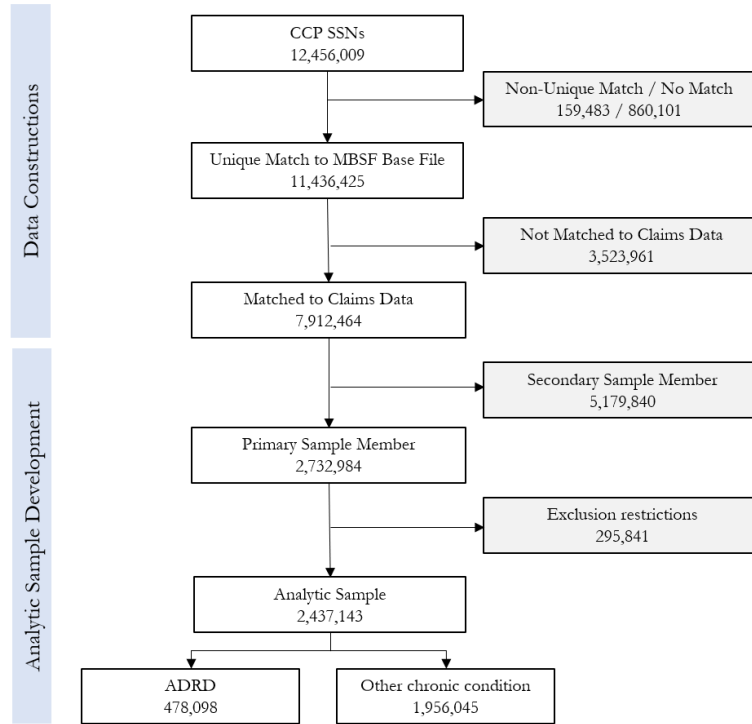 Data Constructions
CCP SSNs
12,456,009
Non-Unique Match / No Match
159,483 / 860,101
Unique Match to MBSF Base File
11,436,425
Not Matched to Claims Data
3,523,961
Matched to Claims Data
7,912,464
Analytic Sample Development
Secondary Sample Member
5,179,840
Primary Sample Member
2,732,984
Exclusion restrictions
295,841
Analytic Sample
2,437,143
ADRD
478,098
Other chronic condition
1,956,045